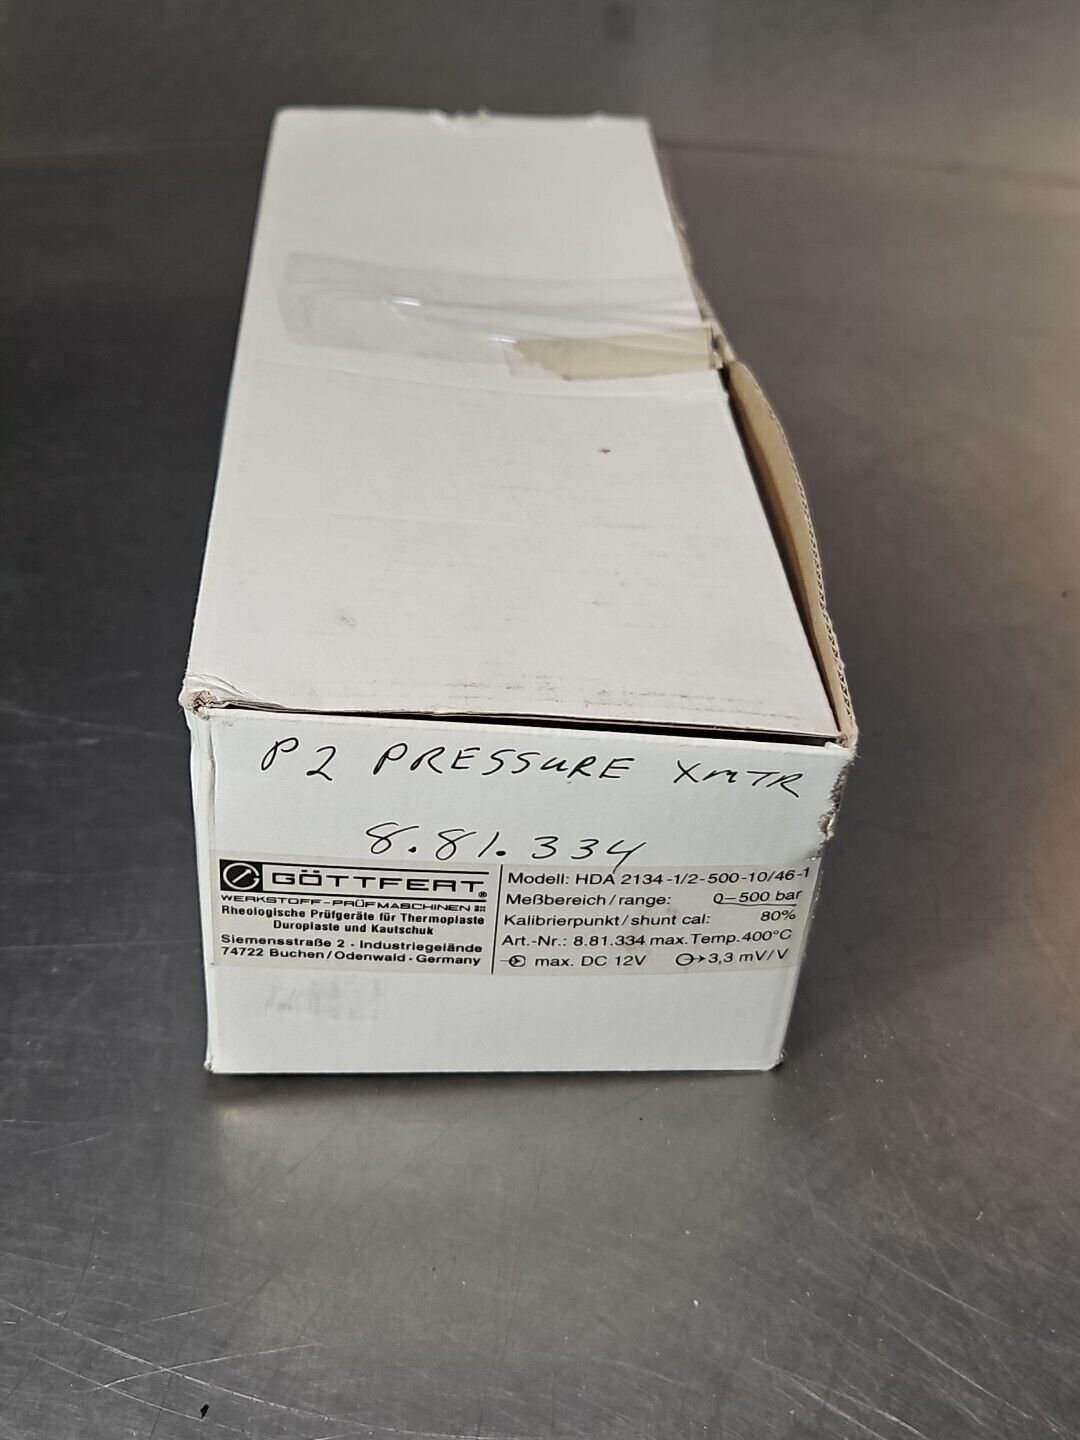 P2 PRESSURE XMTR
8.81.334
GÖTTFERT®
WERKSTOFF-PRÜFMASCHINEN
Rheologische Prüfgeräte für Thermoplaste
Duroplaste und Kautschuk
Siemensstraße 2 · Industriegelände
74722 Buchen/Odenwald · Germany
Modell: HDA 2134-1/2-500-10/46-1
Meßbereich/range: 0–500 bar
Kalibrierpunkt/shunt cal: 80%
Art.-Nr.: 8.81.334 max.Temp.400°C
max. DC 12V 3,3 mV/V